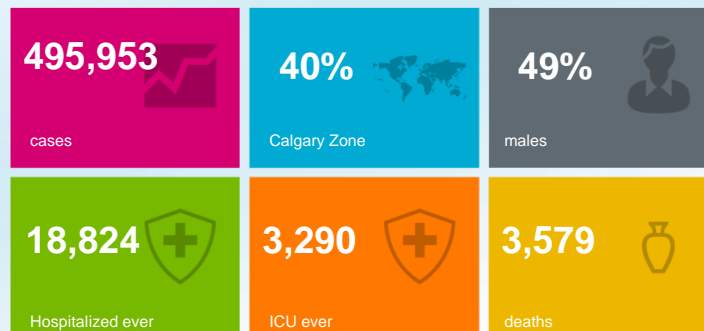 495,953
cases
40%
Calgary Zone
49%
males
18,824
Hospitalized ever
3,290
ICU ever
3,579
deaths